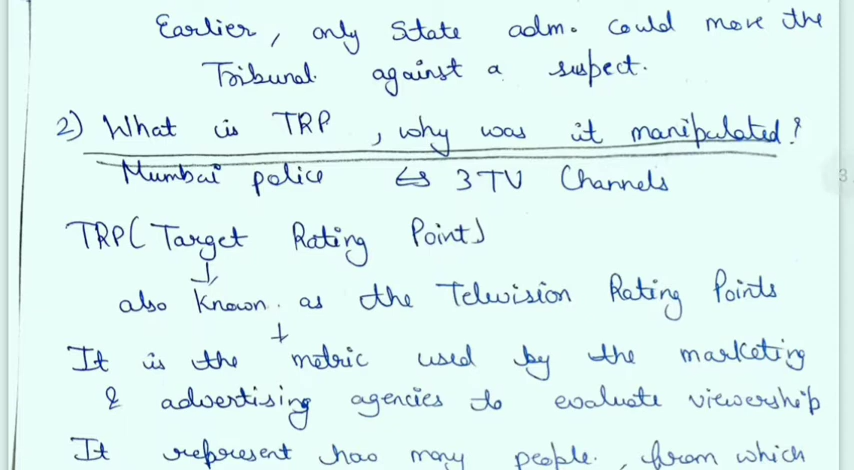 Earlier, only State adm. could move the
Tribunal against a suspect.
2) What is TRP, why was it manipulated?
Mumbai police ↔ 3 TV Channels
TRP (Target Rating Point)
↓
also known as the Television Rating Points
↓
It is the metric used by the marketing
& advertising agencies to evaluate viewership
It represent how many people, from which
3